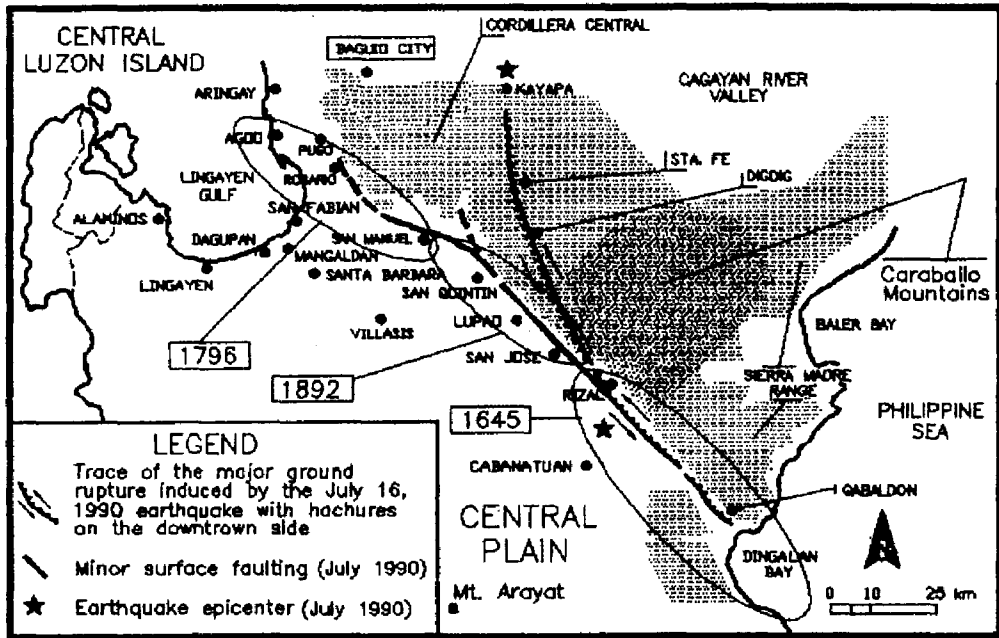 CENTRAL
LUZON ISLAND
BAGUIO CITY
CORDILLERA CENTRAL
KAYAPA
CAGAYAN RIVER
VALLEY
ARINGAY
AGOO
PUGO
ROSARIO
LINGAYEN
GULF
SAN FABIAN
STA. FE
DIGDIG
ALAMINOS
DAGUPAN
MANGALDAN
SAN MANUEL
SANTA BARBARA
SAN QUINTIN
LINGAYEN
VILLASIS
LUPAO
SAN JOSE
Caraballo
Mountains
BALER BAY
1796
1892
1645
RIZAL
SIERRA MADRE
RANGE
PHILIPPINE
SEA
CABANATUAN
GABALDON
CENTRAL
PLAIN
DINGALAN
BAY
Mt. Arayat
0 10 25 km
LEGEND
Trace of the major ground
rupture induced by the July 16,
1990 earthquake with hachures
on the downtrown side
Minor surface faulting (July 1990)
Earthquake epicenter (July 1990)